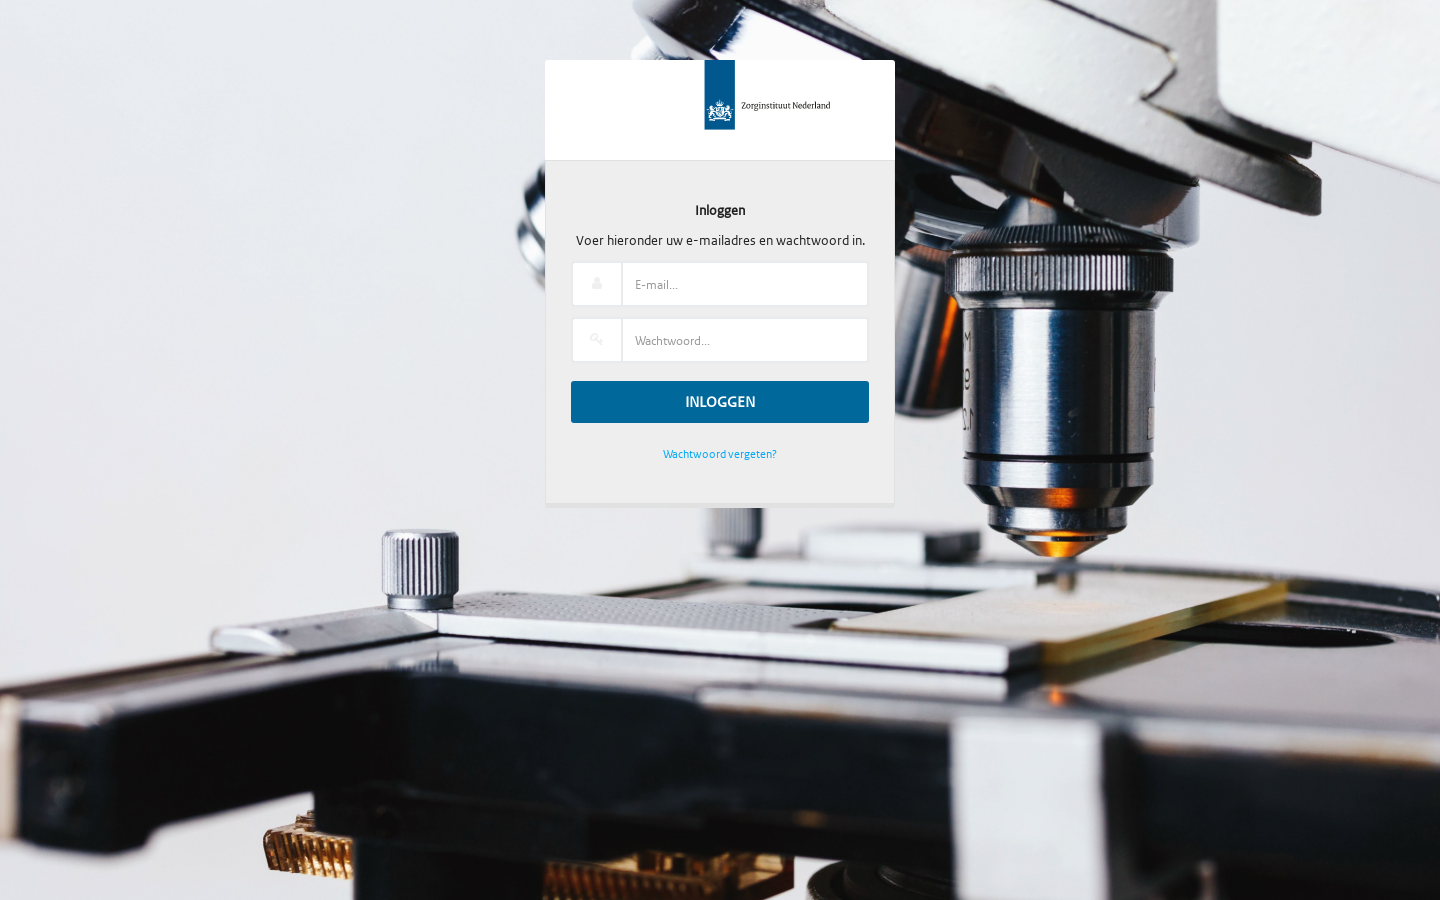 Zorginstituut Nederland
Inloggen
Voer hieronder uw e-mailadres en wachtwoord in.
E-mail...
Wachtwoord...
INLOGGEN
Wachtwoord vergeten?